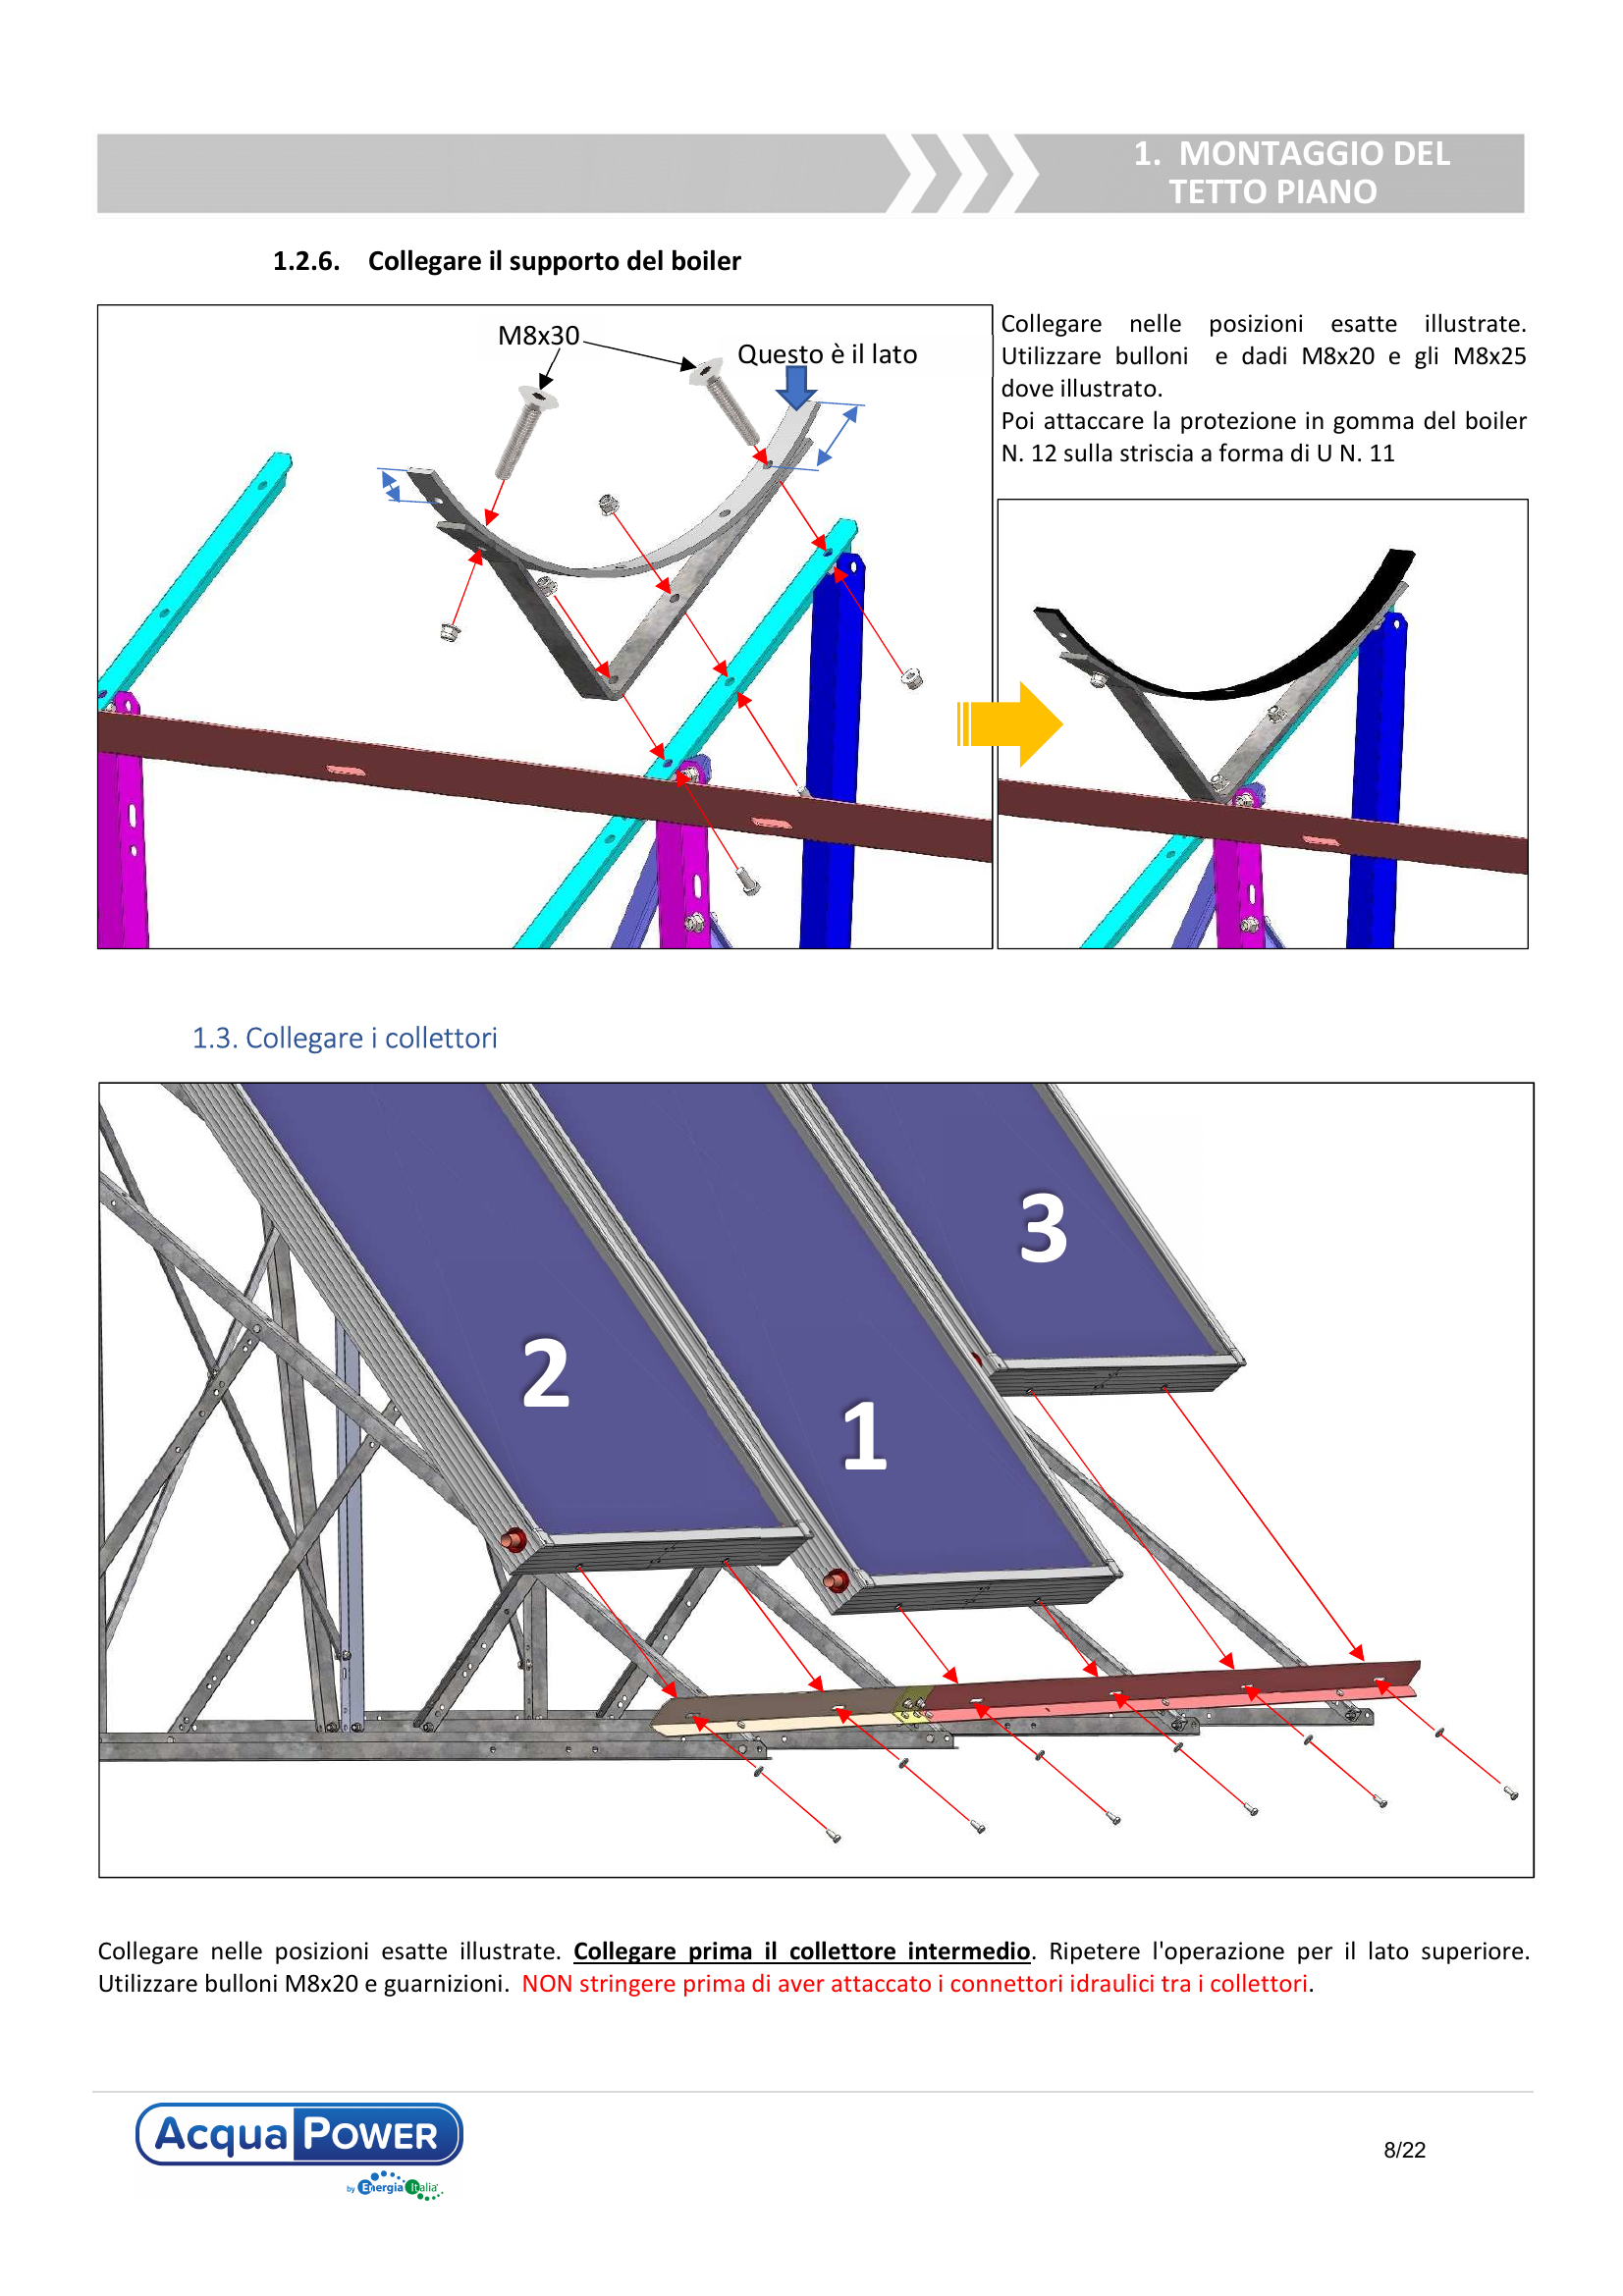 1. MONTAGGIO DEL
TETTO PIANO
1.2.6. Collegare il supporto del boiler
M8x30
Questo è il lato
Collegare nelle posizioni esatte illustrate.
Utilizzare bulloni e dadi M8x20 e gli M8x25
dove illustrato.
Poi attaccare la protezione in gomma del boiler
N. 12 sulla striscia a forma di U N. 11
1.3. Collegare i collettori
3
2
1
Collegare nelle posizioni esatte illustrate. Collegare prima il collettore intermedio. Ripetere l'operazione per il lato superiore.
Utilizzare bulloni M8x20 e guarnizioni. NON stringere prima di aver attaccato i connettori idraulici tra i collettori.
Acqua POWER
by Energia Italia
8/22